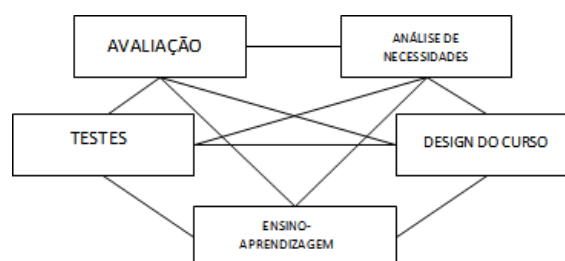 AVALIAÇÃO
ANÁLISE DE
NECESSIDADES
TESTES
DESIGN DO CURSO
ENSINO-
APRENDIZAGEM